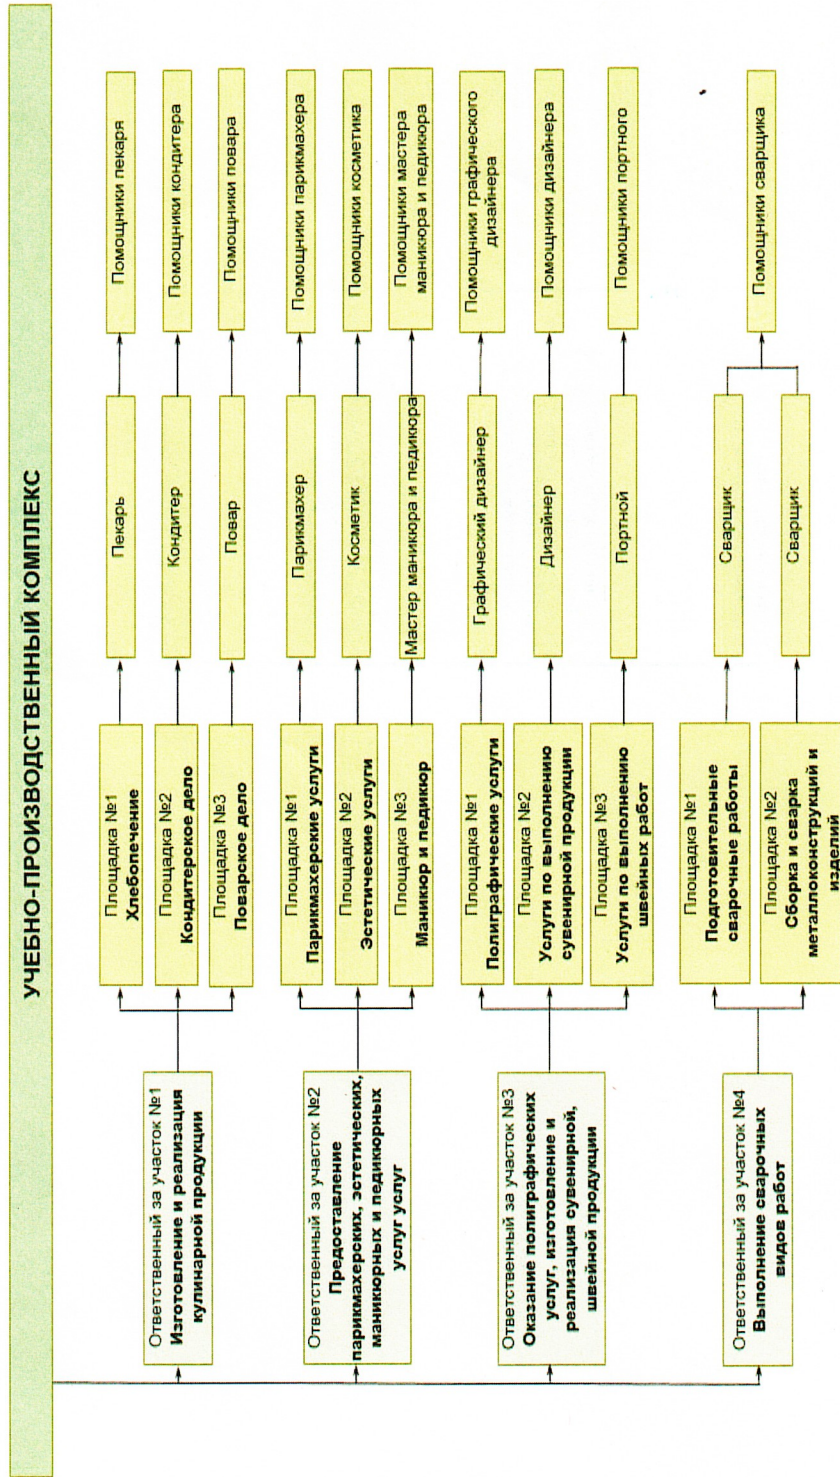 УЧЕБНО-ПРОИЗВОДСТВЕННЫЙ КОМПЛЕКС
Ответственный за участок №1
Изготовление и реализация
кулинарной продукции
Площадка №1
Хлебопечение
Пекарь
Помощники пекаря
Площадка №2
Кондитерское дело
Кондитер
Помощники кондитера
Площадка №3
Поварское дело
Повар
Помощники повара
Ответственный за участок №2
Предоставление
парикмахерских, эстетических,
маникюрных и педикюрных
услуг услуг
Площадка №1
Парикмахерские услуги
Парикмахер
Помощники парикмахера
Площадка №2
Эстетические услуги
Косметик
Помощники косметика
Площадка №3
Маникюр и педикюр
Мастер маникюра и педикюра
Помощники мастера
маникюра и педикюра
Ответственный за участок №3
Оказание полиграфических
услуг, изготовление и
реализация сувенирной,
швейной продукции
Площадка №1
Полиграфические услуги
Графический дизайнер
Помощники графического
дизайнера
Площадка №2
Услуги по выполнению
сувенирной продукции
Дизайнер
Помощники дизайнера
Площадка №3
Услуги по выполнению
швейных работ
Портной
Помощники портного
Ответственный за участок №4
Выполнение сварочных
видов работ
Площадка №1
Подготовительные
сварочные работы
Сварщик
Площадка №2
Сборка и сварка
металлоконструкций и
изделий
Сварщик
Помощники сварщика